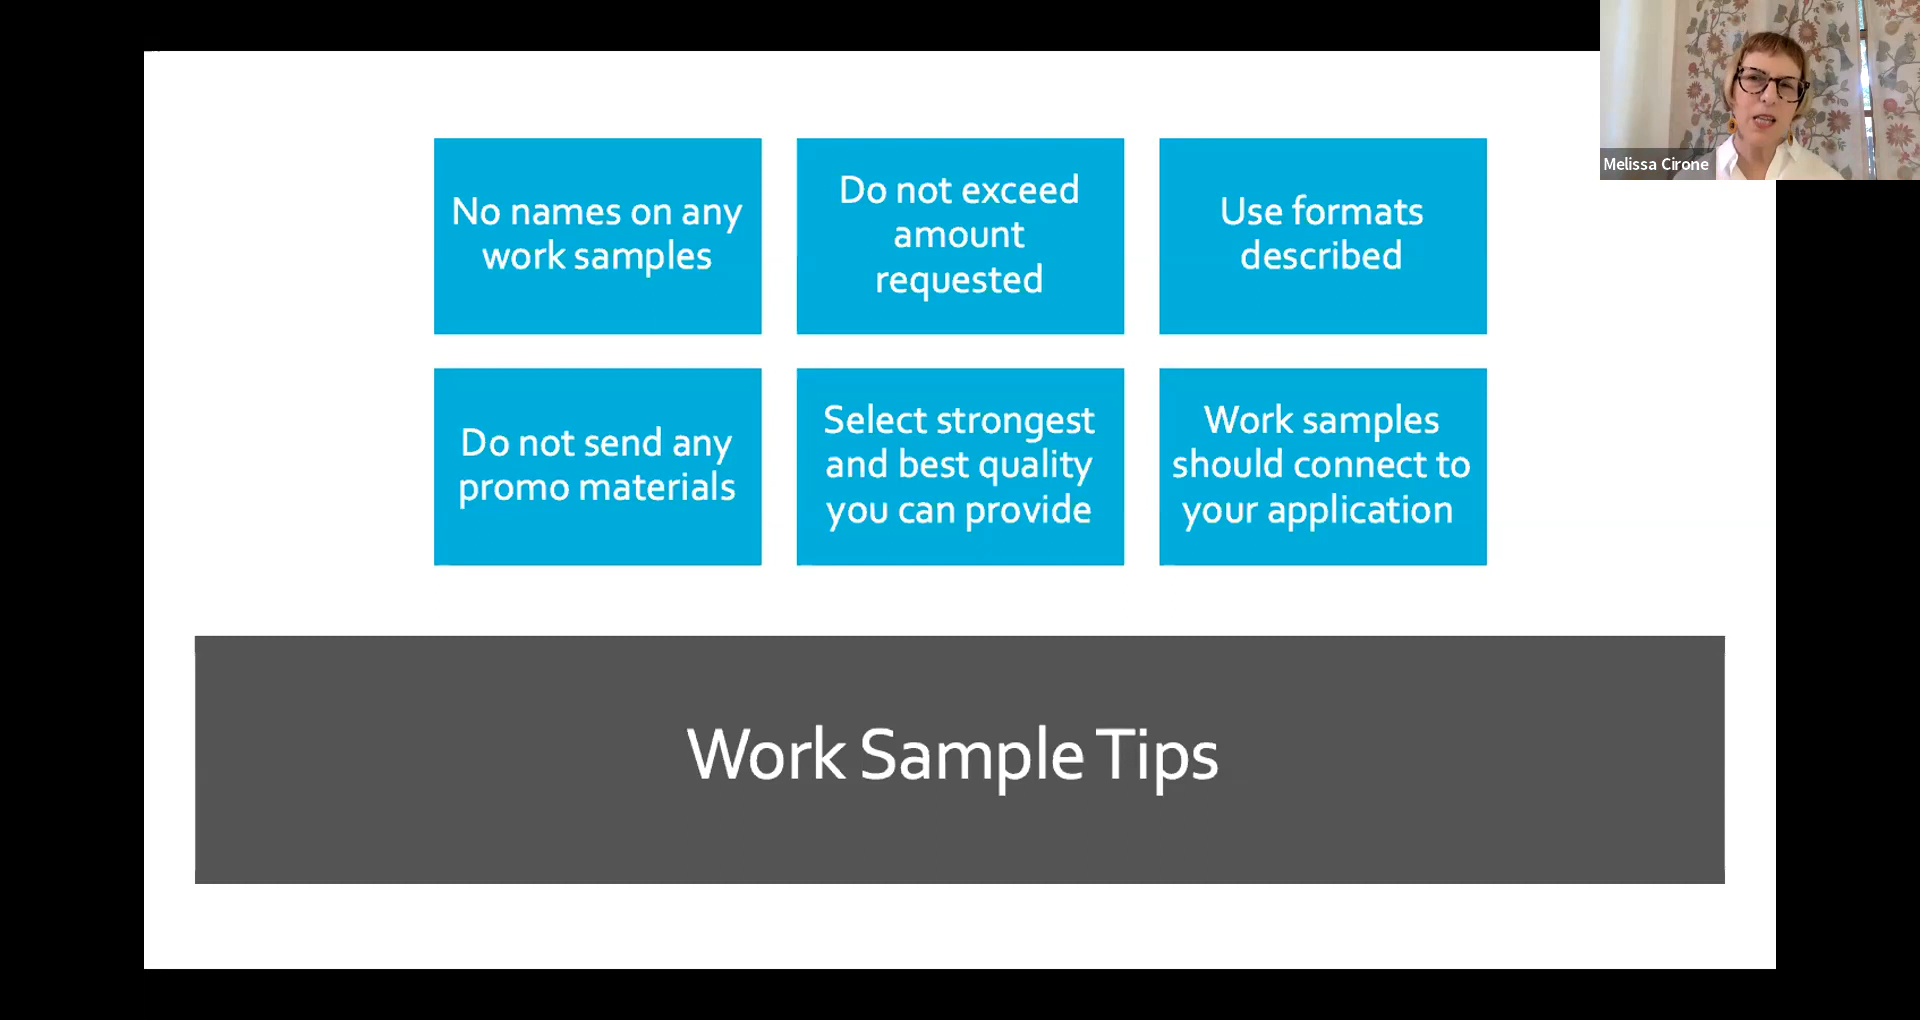 Melissa Cirone
No names on any
work samples
Do not exceed
amount
requested
Use formats
described
Do not send any
promo materials
Select strongest
and best quality
you can provide
Work samples
should connect to
your application
Work Sample Tips